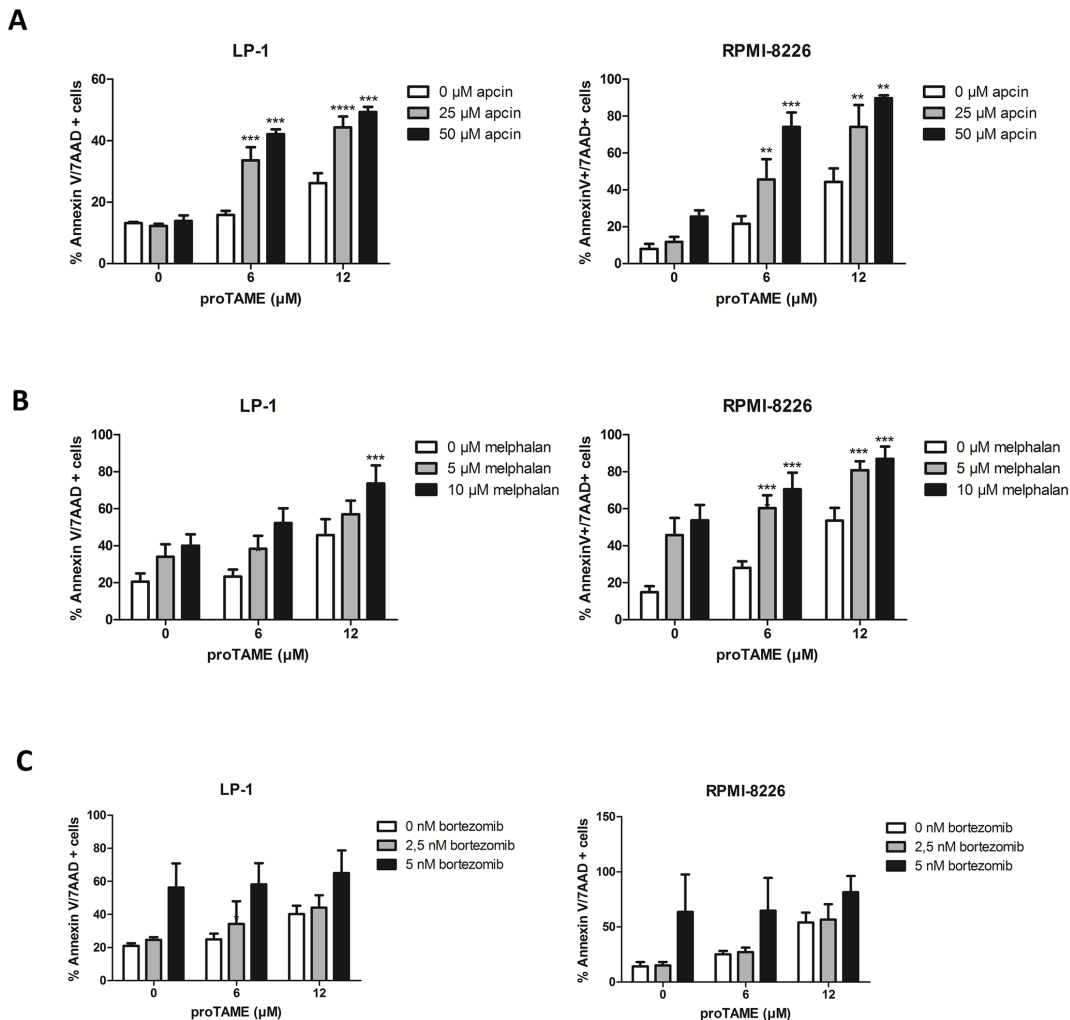 A
LP-1
% Annexin V/7AAD + cells
60
40
20
0
*** *** **** ***
0 6 12
proTAME (µM)
0 µM apcin
25 µM apcin
50 µM apcin
RPMI-8226
% AnnexinV+/7AAD+ cells
100
80
60
40
20
0
** *** ** **
0 6 12
proTAME (µM)
0 µM apcin
25 µM apcin
50 µM apcin
B
LP-1
% Annexin V/7AAD + cells
100
80
60
40
20
0
***
0 6 12
proTAME (µM)
0 µM melphalan
5 µM melphalan
10 µM melphalan
RPMI-8226
% AnnexinV+/7AAD+ cells
100
80
60
40
20
0
*** *** *** ***
0 6 12
proTAME (µM)
0 µM melphalan
5 µM melphalan
10 µM melphalan
C
LP-1
% Annexin V/7AAD + cells
100
80
60
40
20
0
0 6 12
proTAME (µM)
0 nM bortezomib
2,5 nM bortezomib
5 nM bortezomib
RPMI-8226
% Annexin V/7AAD + cells
150
100
50
0
0 6 12
proTAME (µM)
0 nM bortezomib
2,5 nM bortezomib
5 nM bortezomib